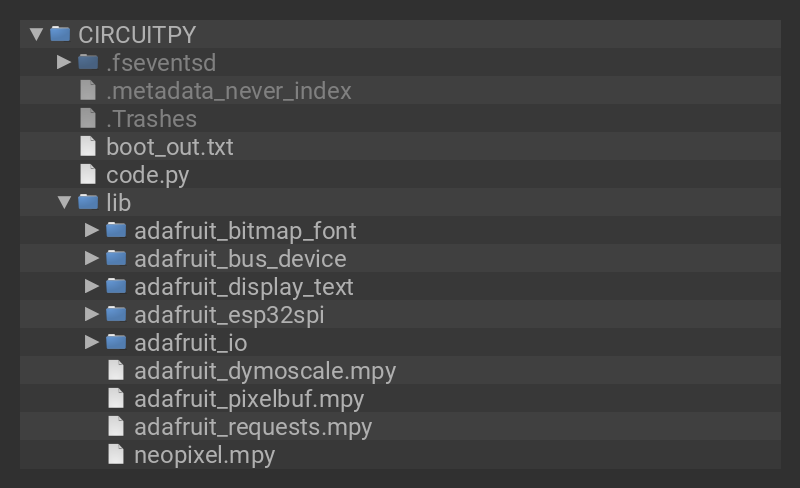 CIRCUITPY
.fseventsd
.metadata_never_index
.Trashes
boot_out.txt
code.py
lib
adafruit_bitmap_font
adafruit_bus_device
adafruit_display_text
adafruit_esp32spi
adafruit_io
adafruit_dymoscale.mpy
adafruit_pixelbuf.mpy
adafruit_requests.mpy
neopixel.mpy